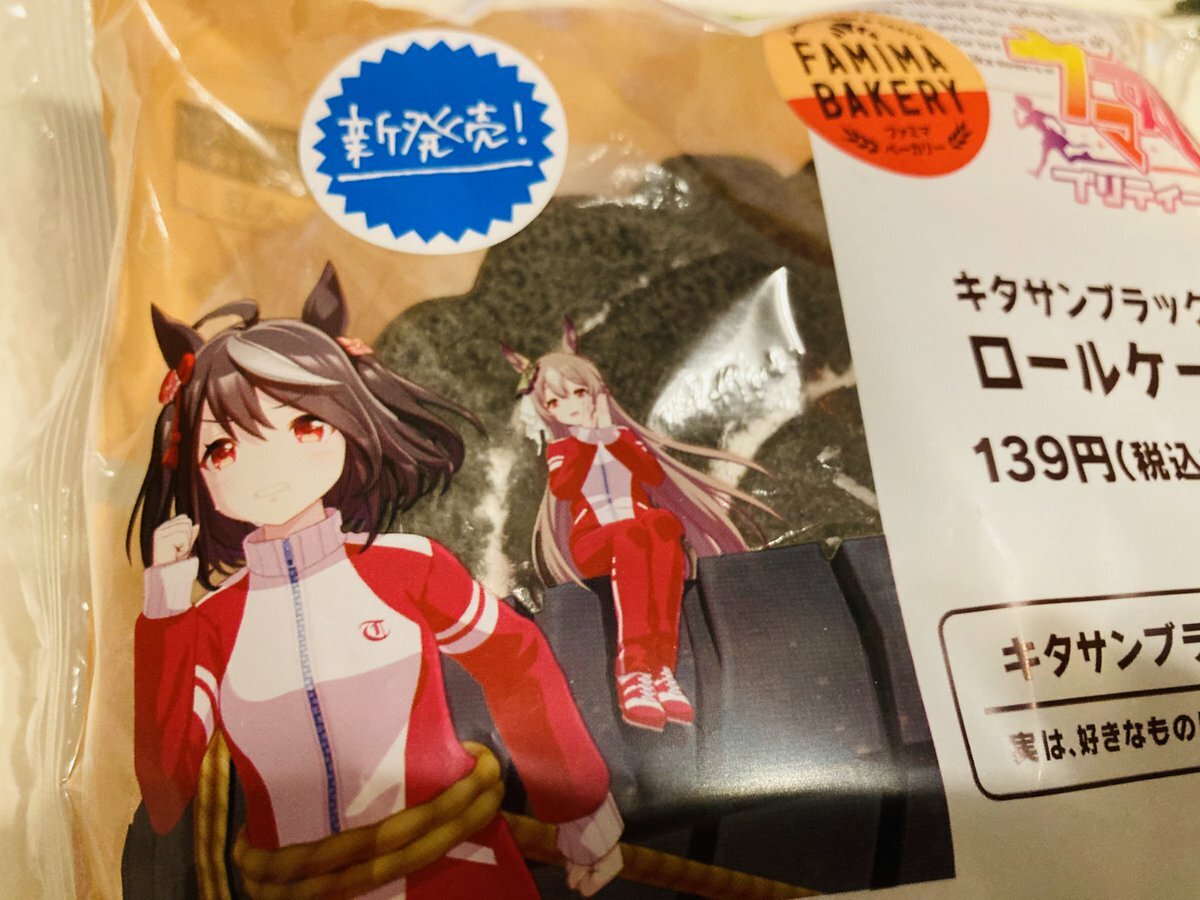 新発売!
FAMIMA
BAKERY
ファミマ
ベーカリー
キタサンブラック
ロールケー
139円(税込
T
キタサンブラ
実は、好きなもの